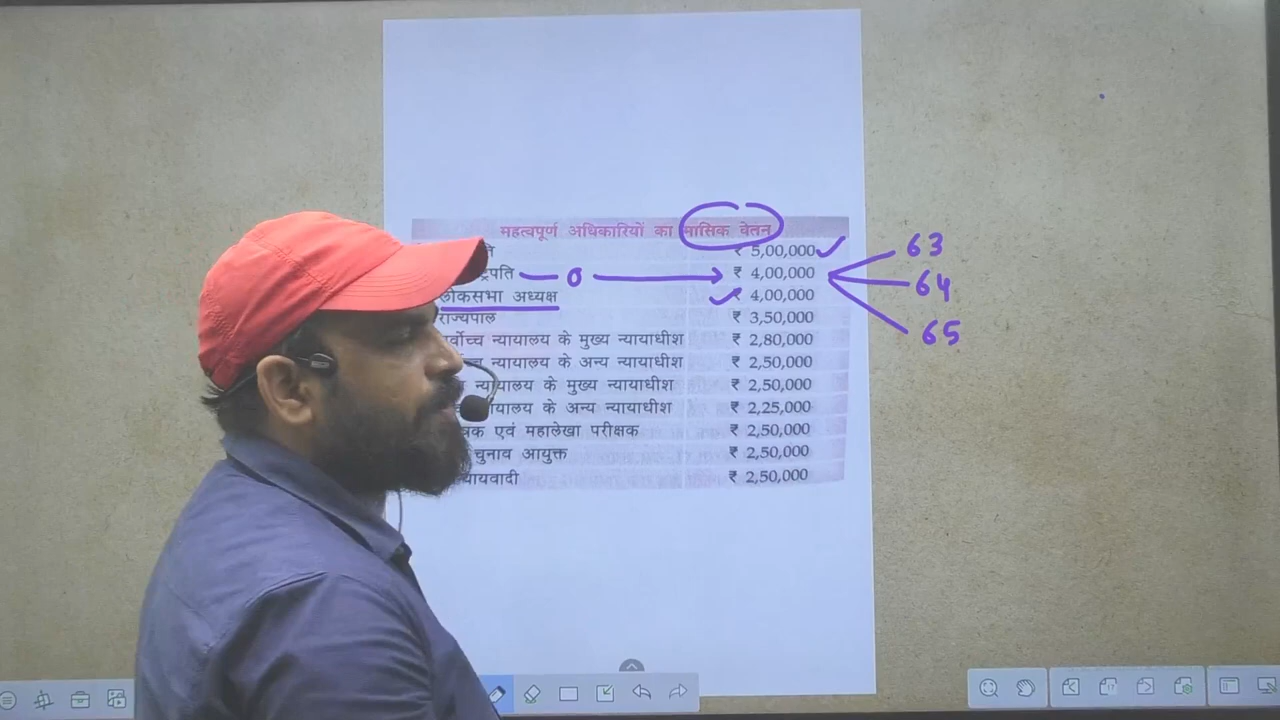 महत्वपूर्ण अधिकारियों का मासिक वेतन
₹ 5,00,000
₹ 4,00,000
लोकसभा अध्यक्ष ₹ 4,00,000
राज्यपाल ₹ 3,50,000
के मुख्य न्यायाधीश ₹ 2,80,000
न्यायालय के अन्य न्यायाधीश ₹ 2,50,000
न्यायालय के मुख्य न्यायाधीश ₹ 2,50,000
के अन्य न्यायाधीश ₹ 2,25,000
एवं महालेखा परीक्षक ₹ 2,50,000
चुनाव आयुक्त ₹ 2,50,000
₹ 2,50,000
0
63
64
65